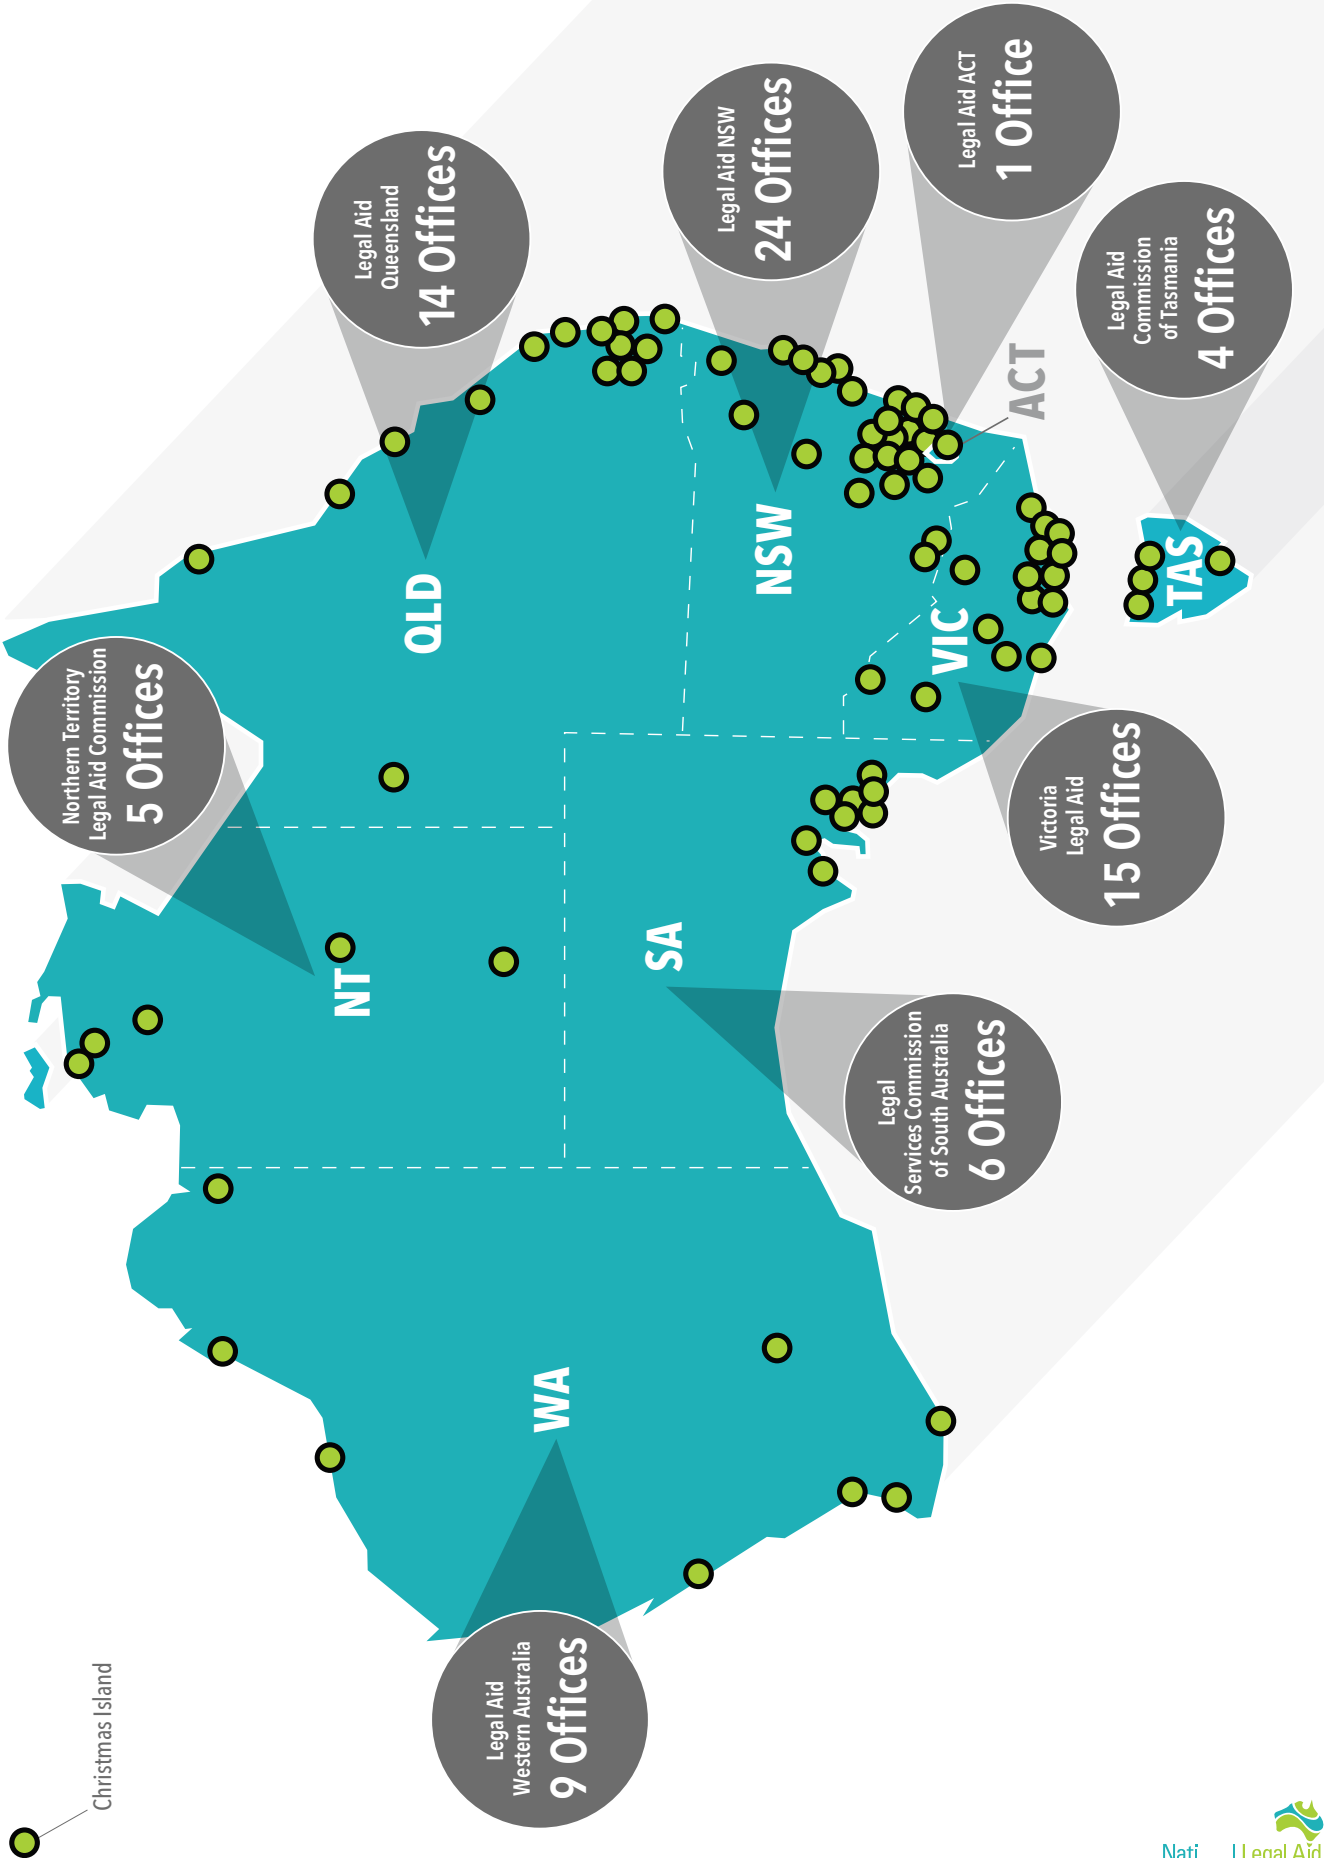 Christmas Island
Northern Territory
Legal Aid Commission
5 Offices
Legal Aid
Queensland
14 Offices
Legal Aid NSW
24 Offices
Legal Aid ACT
1 Office
Legal Aid
Commission
of Tasmania
4 Offices
Victoria
Legal Aid
15 Offices
Legal
Services Commission
of South Australia
6 Offices
Legal Aid
Western Australia
9 Offices
WA
NT
SA
QLD
NSW
VIC
ACT
TAS
Legal Aid